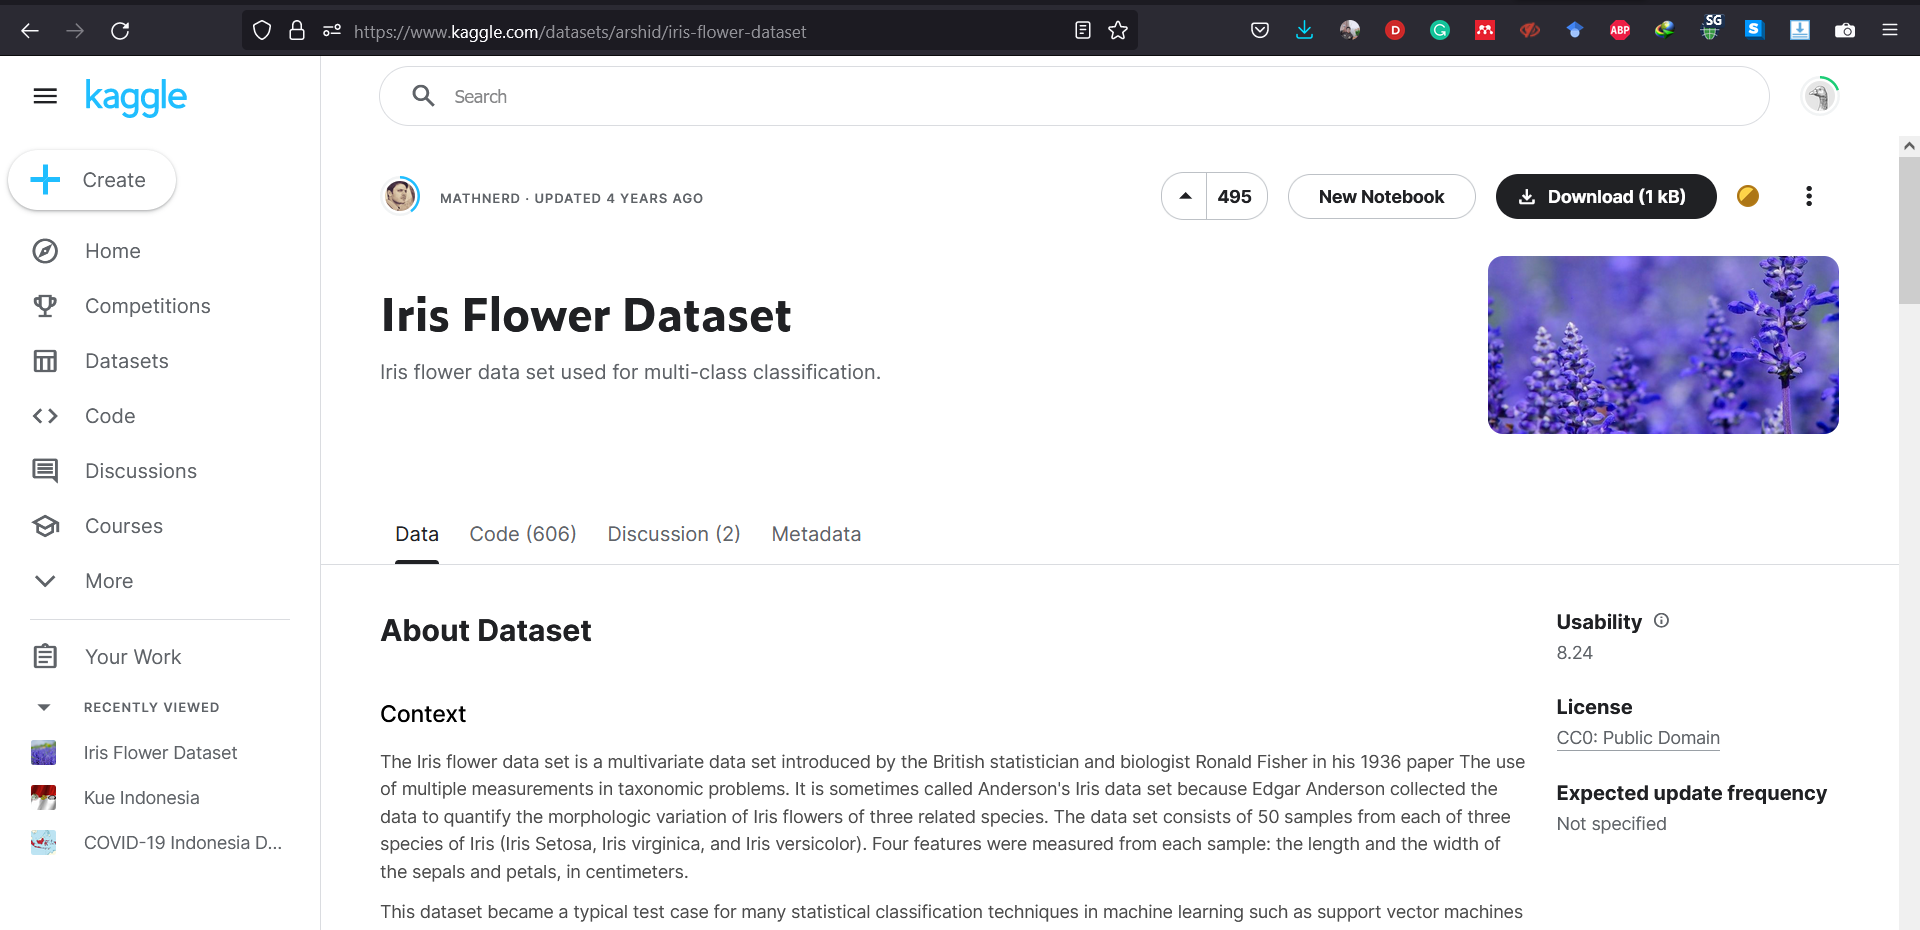 https://www.kaggle.com/datasets/arshid/iris-flower-dataset
D
G
ABP
SG
S
kaggle
Search
Create
MATHNERD · UPDATED 4 YEARS AGO
495
New Notebook
Download (1 kB)
Home
Competitions
Datasets
Code
Discussions
Courses
More
Your Work
RECENTLY VIEWED
Iris Flower Dataset
Kue Indonesia
COVID-19 Indonesia D...
Iris Flower Dataset
Iris flower data set used for multi-class classification.
Data
Code (606)
Discussion (2)
Metadata
About Dataset
Context
The Iris flower data set is a multivariate data set introduced by the British statistician and biologist Ronald Fisher in his 1936 paper The use
of multiple measurements in taxonomic problems. It is sometimes called Anderson's Iris data set because Edgar Anderson collected the
data to quantify the morphologic variation of Iris flowers of three related species. The data set consists of 50 samples from each of three
species of Iris (Iris Setosa, Iris virginica, and Iris versicolor). Four features were measured from each sample: the length and the width of
the sepals and petals, in centimeters.
This dataset became a typical test case for many statistical classification techniques in machine learning such as support vector machines
Usability
8.24
License
CC0: Public Domain
Expected update frequency
Not specified